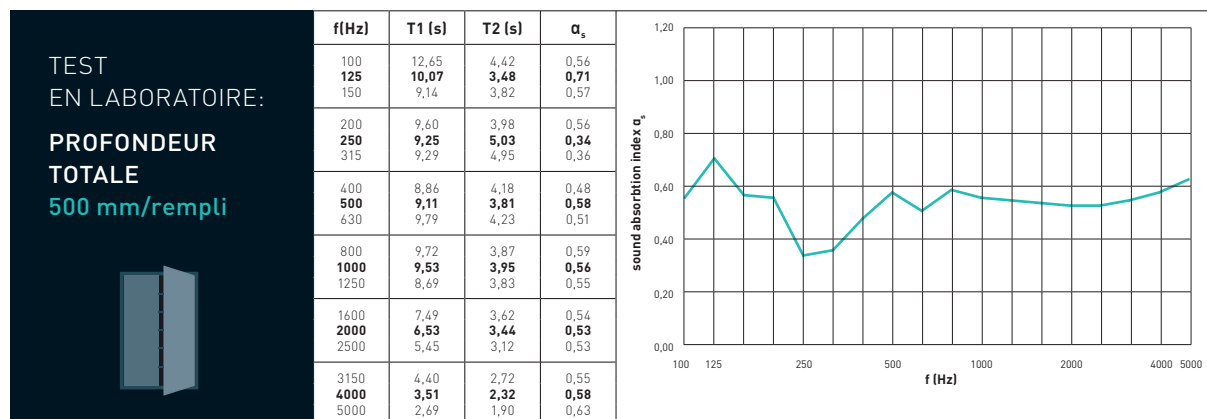 TEST
EN LABORATOIRE:
PROFONDEUR
TOTALE
500 mm/rempli
f(Hz) T1 (s) T2 (s) αs
100 12,65 4,42 0,56
125 10,07 3,48 0,71
150 9,14 3,82 0,57
200 9,60 3,98 0,56
250 9,25 5,03 0,34
315 9,29 4,95 0,36
400 8,86 4,18 0,48
500 9,11 3,81 0,58
630 9,79 4,23 0,51
800 9,72 3,87 0,59
1000 9,53 3,95 0,56
1250 8,69 3,83 0,55
1600 7,49 3,62 0,54
2000 6,53 3,44 0,53
2500 5,45 3,12 0,53
3150 4,40 2,72 0,55
4000 3,51 2,32 0,58
5000 2,69 1,90 0,63
sound absorbtion index αs
1,20
1,00
0,80
0,60
0,40
0,20
0,00
100 125 250 500 1000 2000 4000 5000
f (Hz)